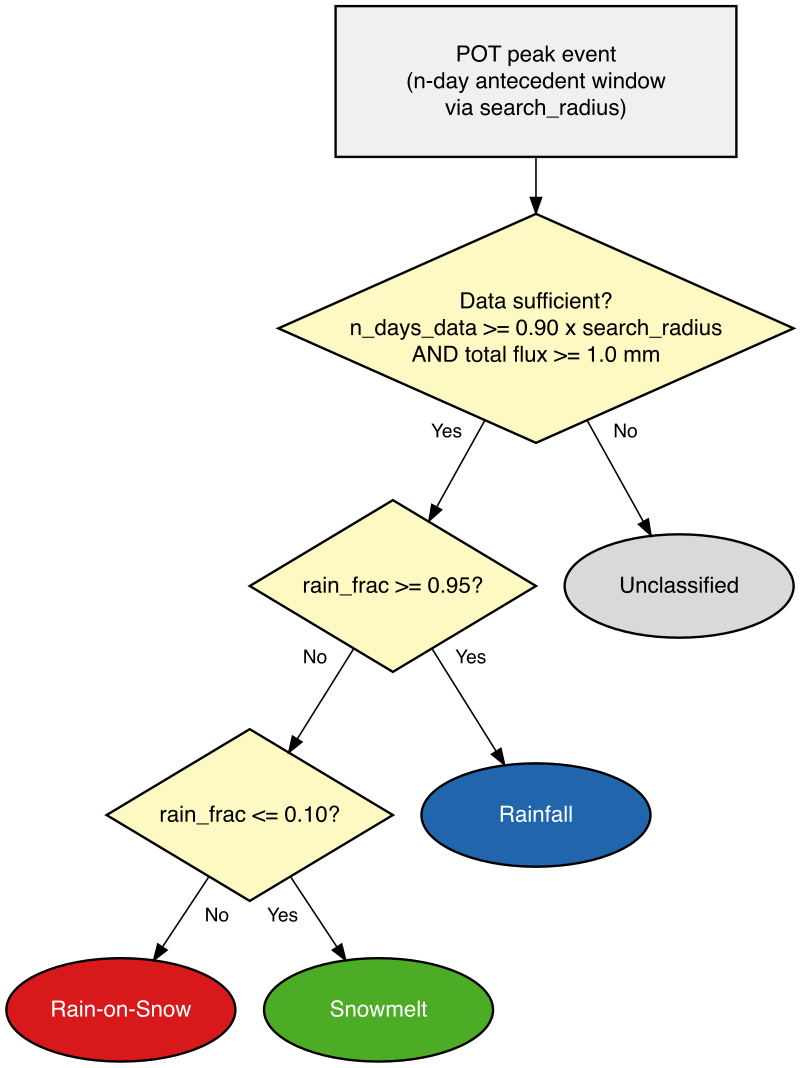 POT peak event
(n-day antecedent window
via search_radius)
Data sufficient?
n_days_data >= 0.90 x search_radius
AND total flux >= 1.0 mm
Yes
No
rain_frac >= 0.95?
Unclassified
No
Yes
rain_frac <= 0.10?
Rainfall
No
Yes
Rain-on-Snow
Snowmelt